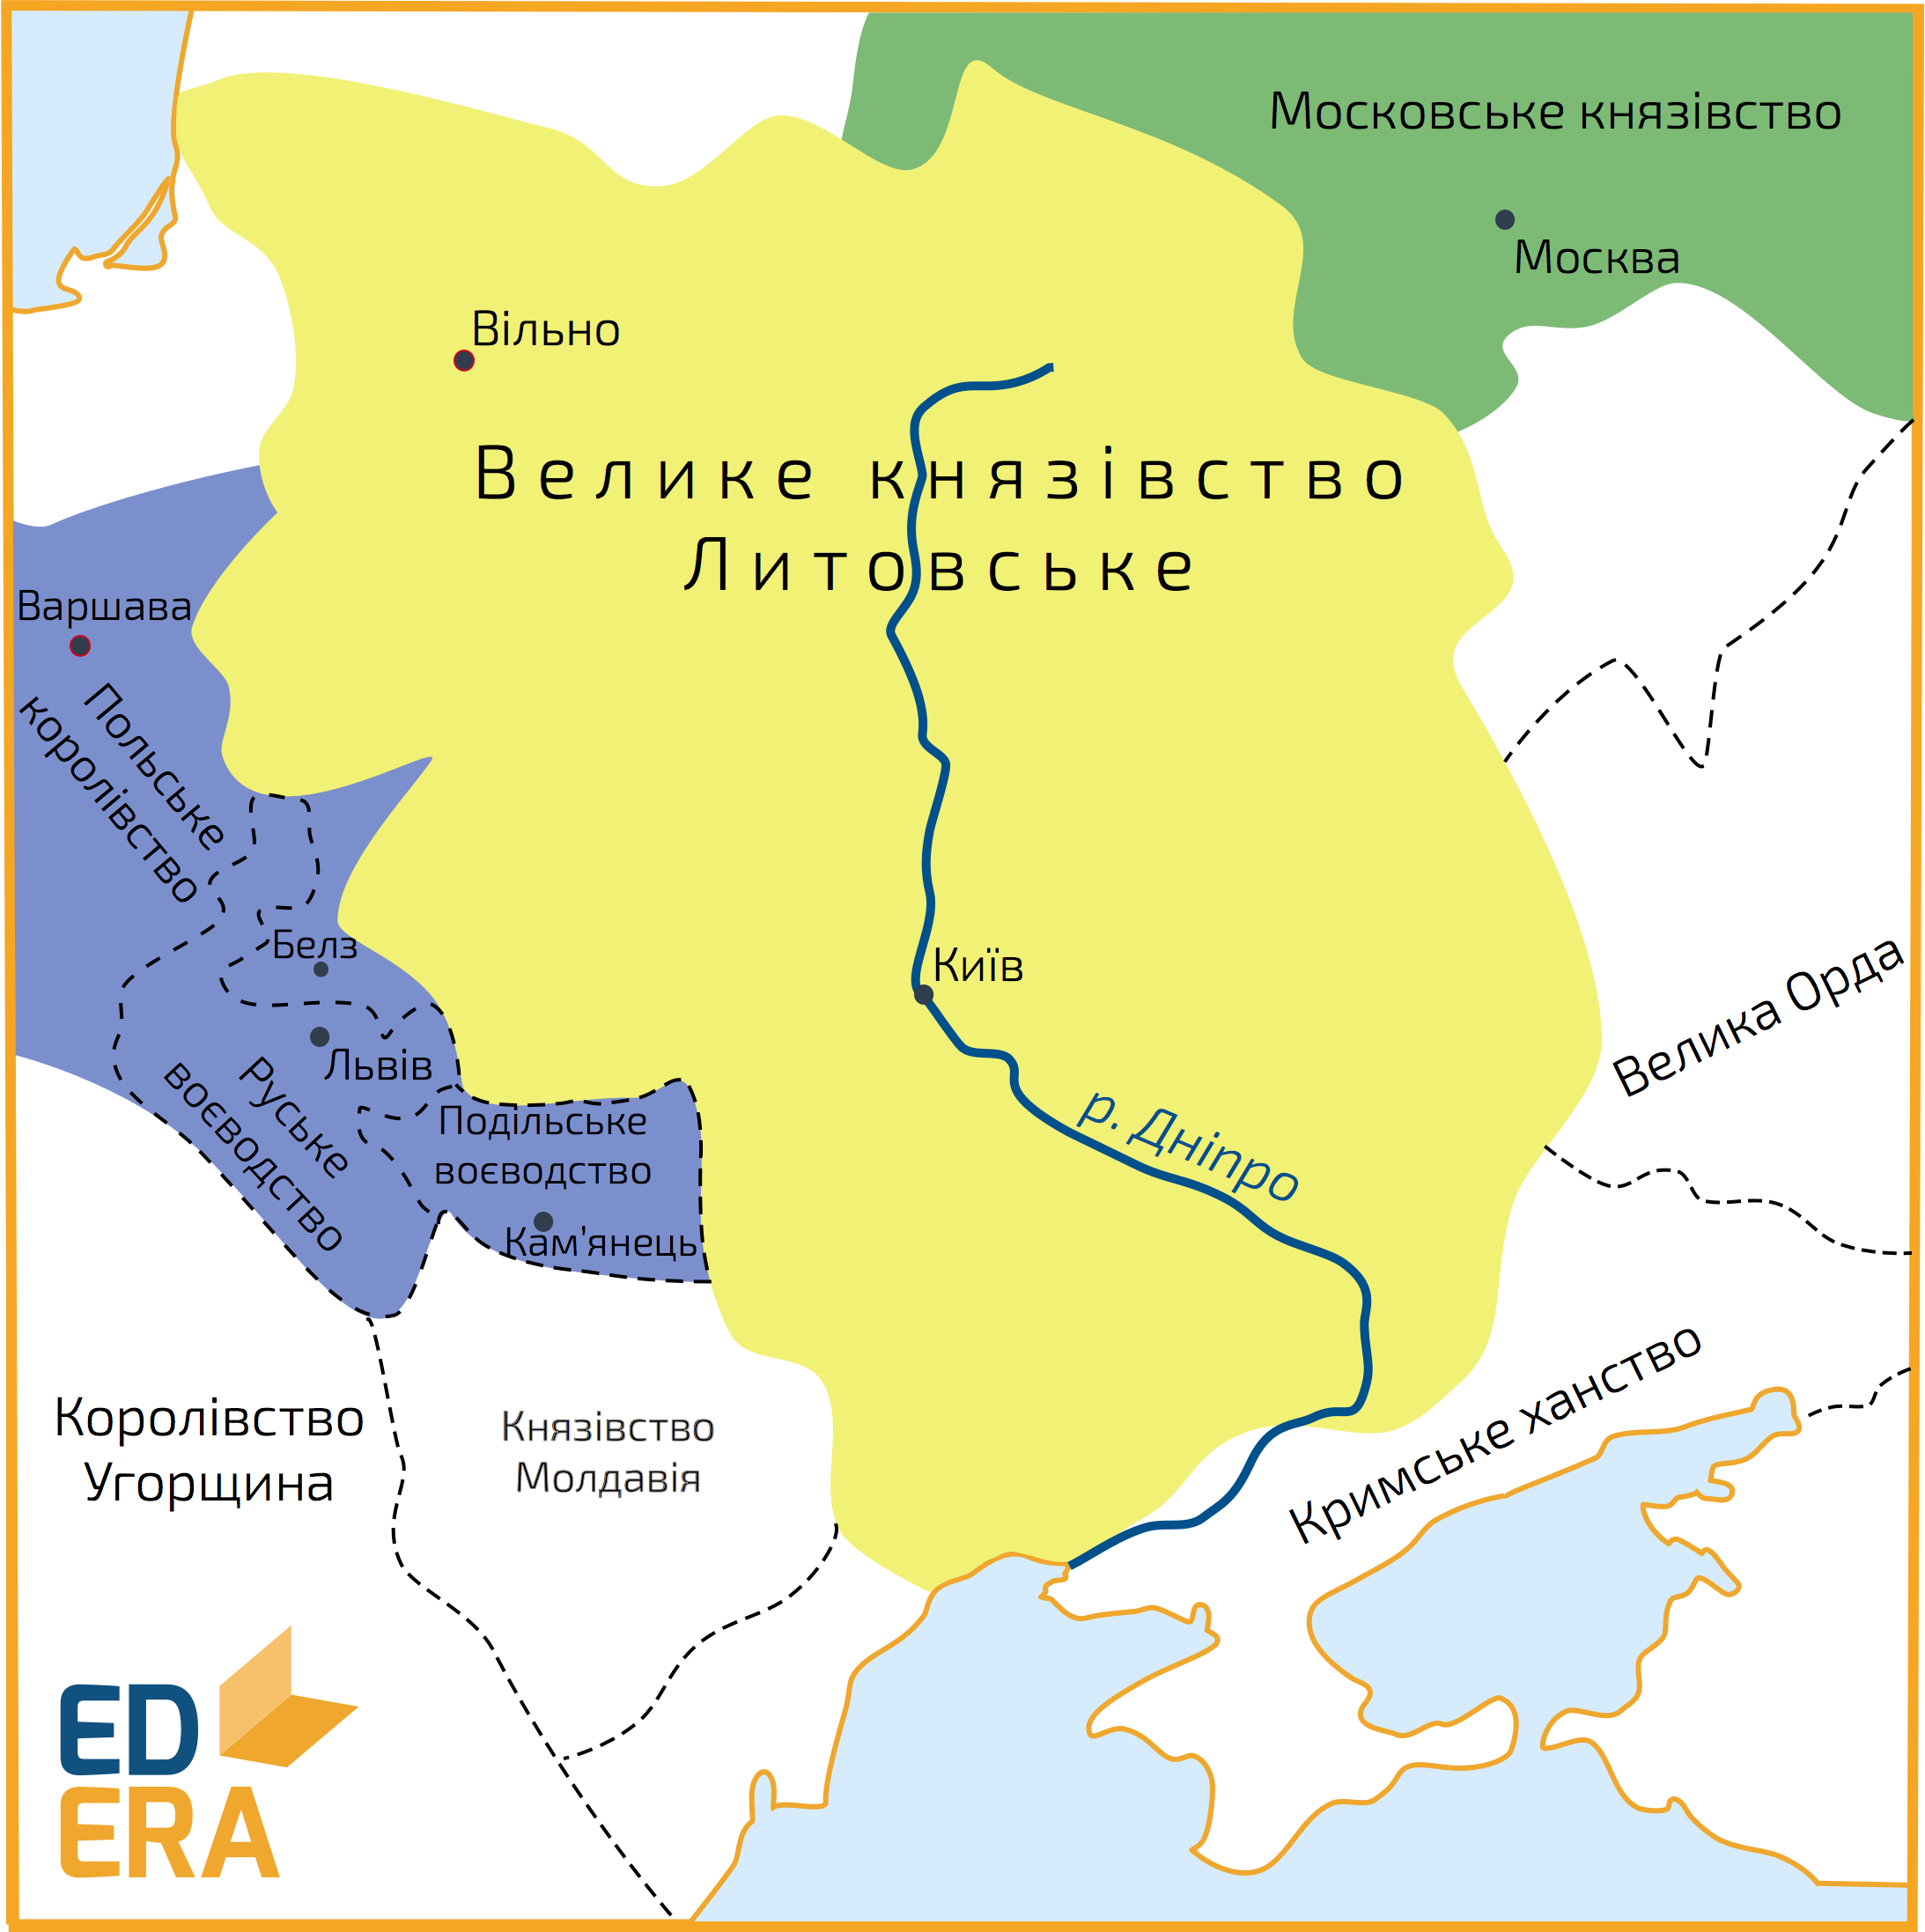 Московське князівство
Москва
Вільно
Велике князівство
Литовське
Варшава
Польське
королівство
Белз
Київ
Львів
Руське
воєводство
Подільське
воєводство
Кам'янець
р. Дніпро
Велика Орда
Кримське ханство
Королівство
Угорщина
Князівство
Молдавія
ED
ERA